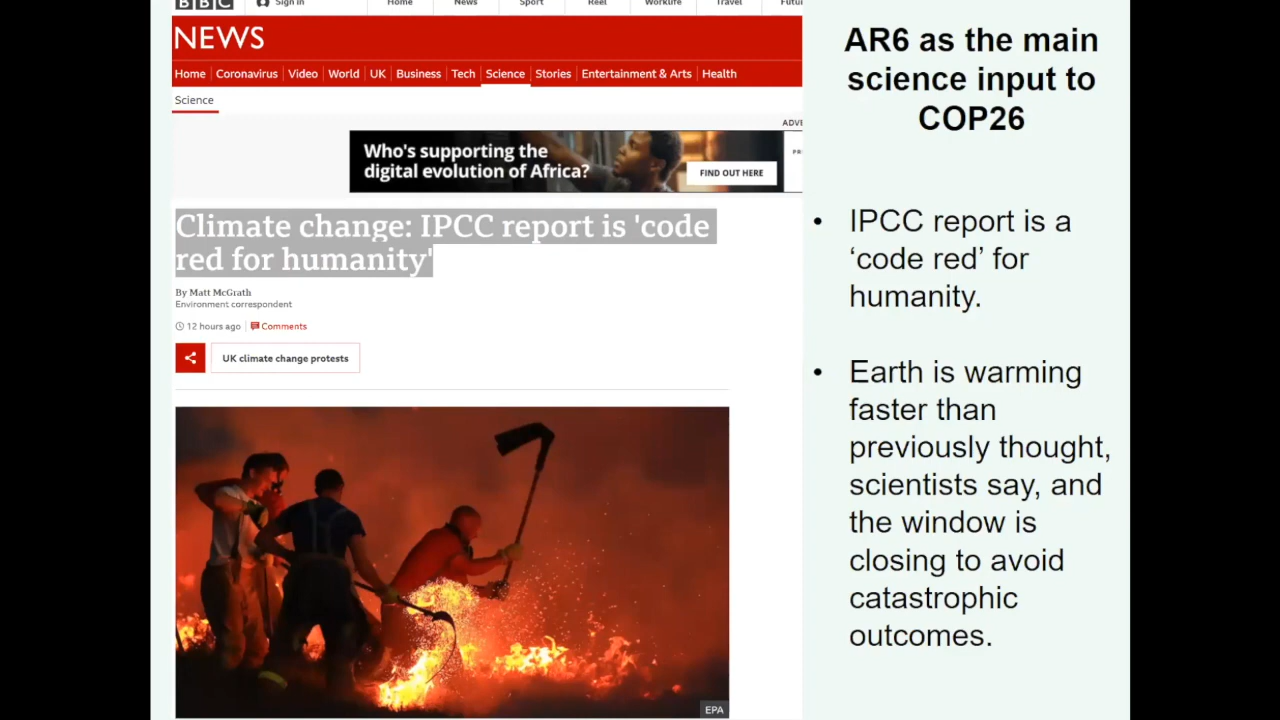 BBC Sign in Home News Sport Reel Worklife Travel
NEWS
Home Coronavirus Video World UK Business Tech Science Stories Entertainment & Arts Health
Science
Who's supporting the
digital evolution of Africa?
FIND OUT HERE
Climate change: IPCC report is 'code
red for humanity'
By Matt McGrath
Environment correspondent
12 hours ago Comments
UK climate change protests
EPA
AR6 as the main
science input to
COP26
• IPCC report is a
‘code red’ for
humanity.
• Earth is warming
faster than
previously thought,
scientists say, and
the window is
closing to avoid
catastrophic
outcomes.